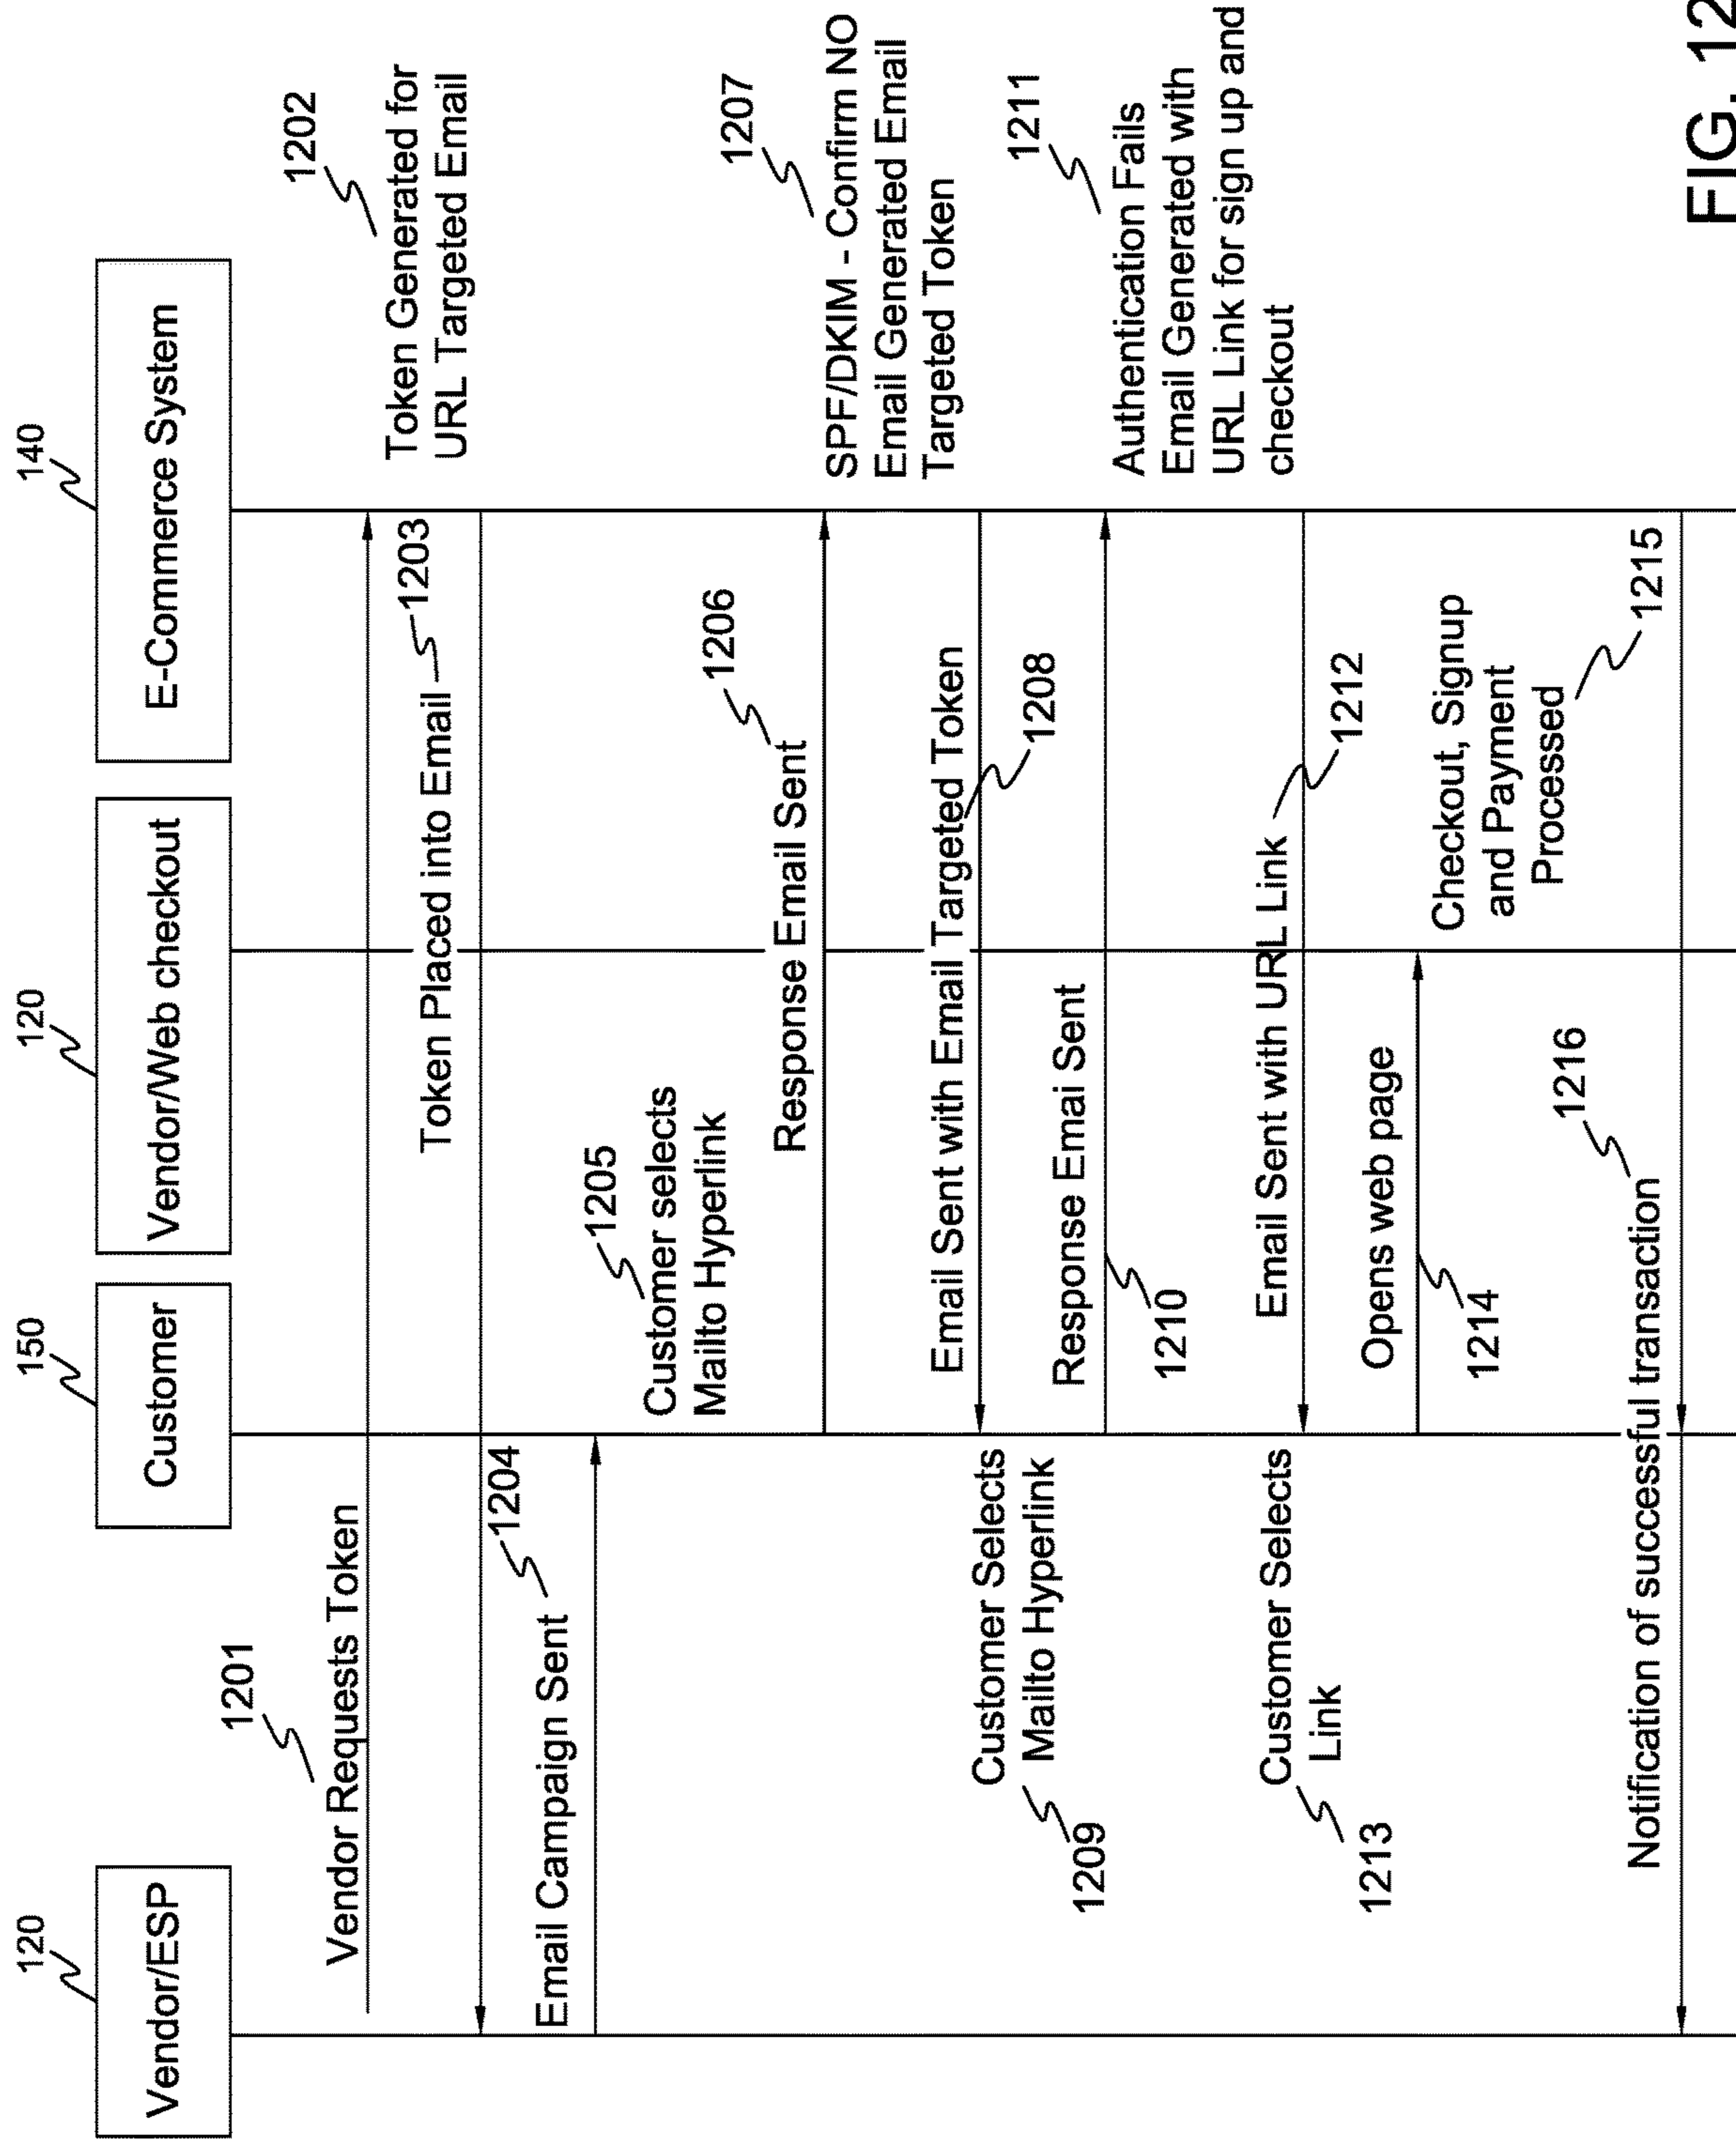 120
150
120
140
Vendor/ESP
Customer
Vendor/Web checkout
E-Commerce System
1201
Vendor Requests Token
1202
Token Generated for
URL Targeted Email
Token Placed into Email
1203
1204
Email Campaign Sent
1205
Customer selects
Mailto Hyperlink
1206
Response Email Sent
1207
SPF/DKIM - Confirm NO
Email Generated Email
Targeted Token
Email Sent with Email Targeted Token
1208
Customer Selects
Mailto Hyperlink
1209
Response Emai Sent
1210
1211
Authentication Fails
Email Generated with
URL Link for sign up and
checkout
Email Sent with URL Link
1212
Customer Selects
Link
1213
Opens web page
1214
Checkout, Signup
and Payment
Processed
1215
1216
Notification of successful transaction
FIG. 12